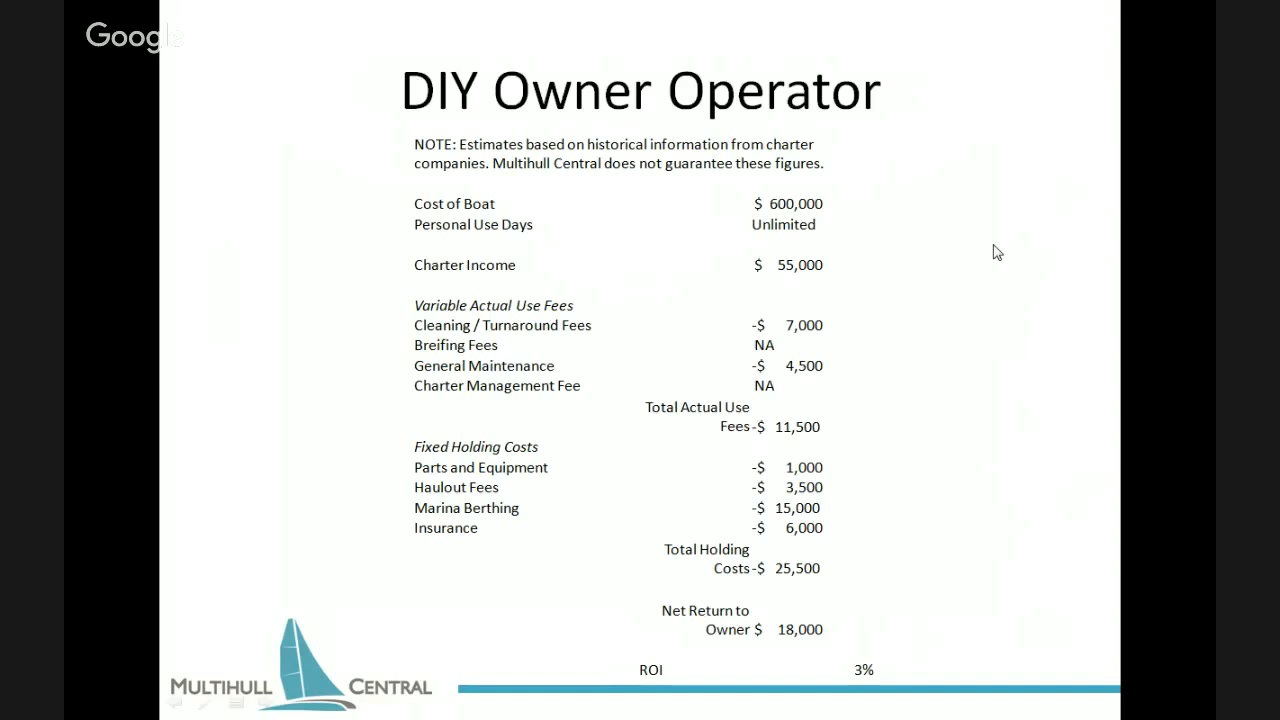 Google
DIY Owner Operator
NOTE: Estimates based on historical information from charter
companies. Multihull Central does not guarantee these figures.
Cost of Boat $ 600,000
Personal Use Days Unlimited
Charter Income $ 55,000
Variable Actual Use Fees
Cleaning / Turnaround Fees -$ 7,000
Breifing Fees NA
General Maintenance -$ 4,500
Charter Management Fee NA
Total Actual Use
Fees -$ 11,500
Fixed Holding Costs
Parts and Equipment -$ 1,000
Haulout Fees -$ 3,500
Marina Berthing -$ 15,000
Insurance -$ 6,000
Total Holding
Costs -$ 25,500
Net Return to
Owner $ 18,000
ROI 3%
MULTIHULL CENTRAL